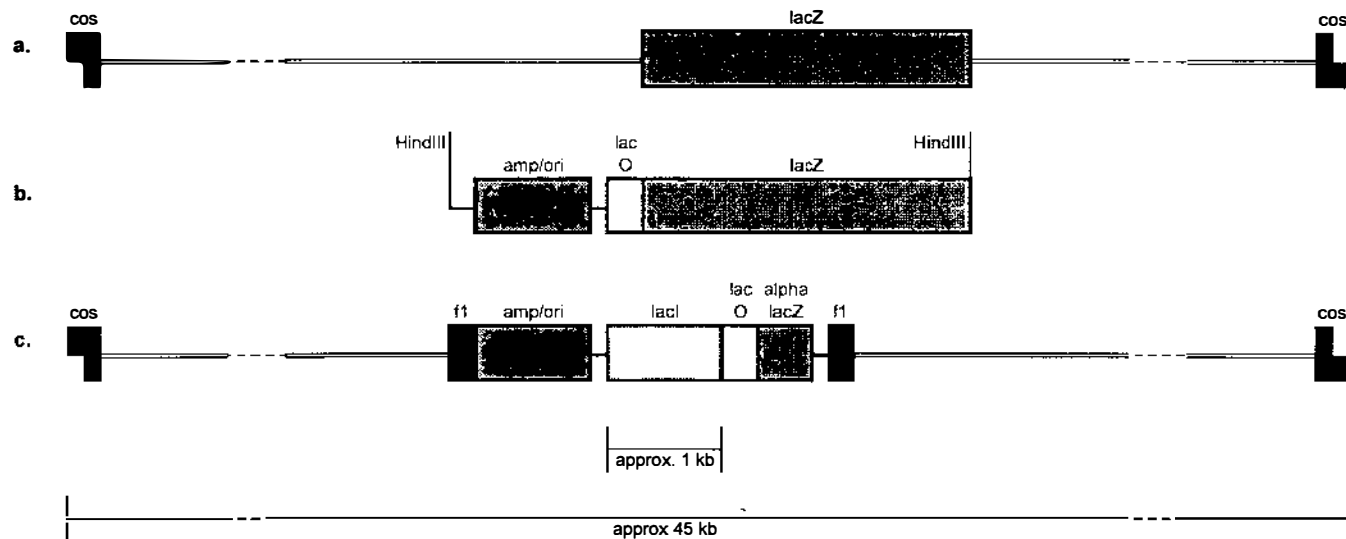 cos lacZ cos
a.
HindIII lac HindIII
amp/ori O lacZ
b.
lac alpha
cos f1 amp/ori lacI O lacZ f1 cos
c.
approx. 1 kb
approx 45 kb